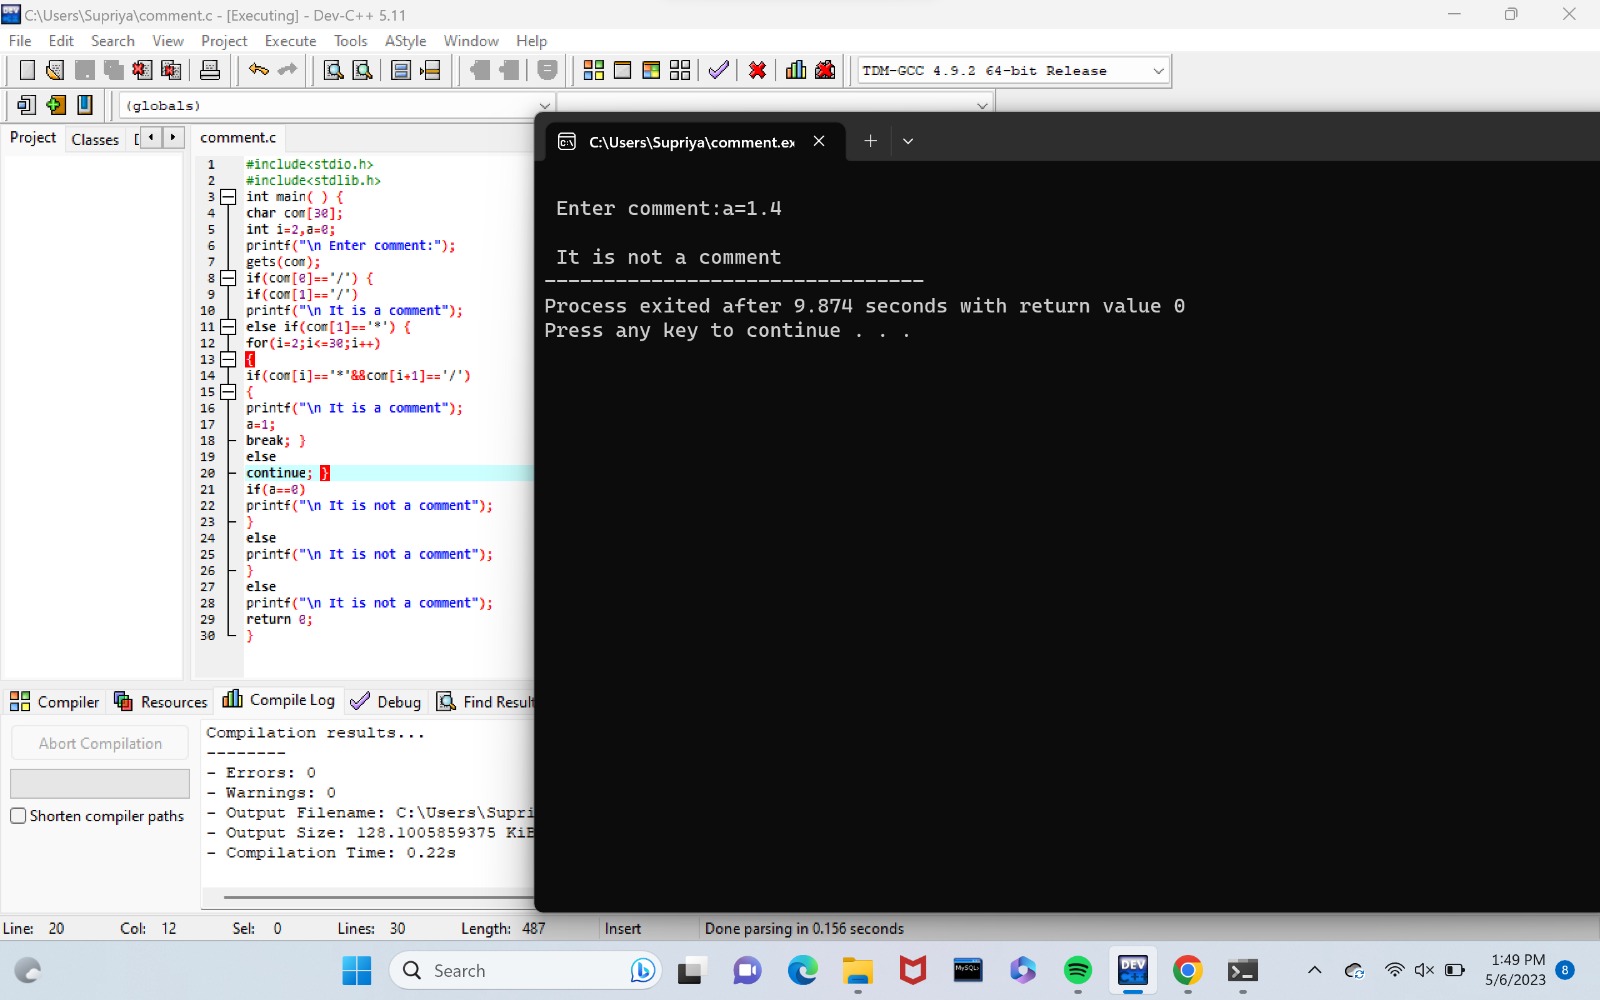 C:\Users\Supriya\comment.c - [Executing] - Dev-C++ 5.11
File Edit Search View Project Execute Tools AStyle Window Help
TDM-GCC 4.9.2 64-bit Release
(globals)
Project Classes
comment.c
1 #include<stdio.h>
2 #include<stdlib.h>
3 int main( ) {
4 char com[30];
5 int i=2,a=0;
6 printf("\n Enter comment:");
7 gets(com);
8 if(com[0]=='/') {
9 if(com[1]=='/')
10 printf("\n It is a comment");
11 else if(com[1]=='*') {
12 for(i=2;i<=30;i++)
13 {
14 if(com[i]=='*'&&com[i+1]=='/')
15 {
16 printf("\n It is a comment");
17 a=1;
18 break; }
19 else
20 continue; }
21 if(a==0)
22 printf("\n It is not a comment");
23 }
24 else
25 printf("\n It is not a comment");
26 }
27 else
28 printf("\n It is not a comment");
29 return 0;
30 }
C:\Users\Supriya\comment.ex
Enter comment:a=1.4
It is not a comment
--------------------------------
Process exited after 9.874 seconds with return value 0
Press any key to continue . . .
Compiler Resources Compile Log Debug Find Result
Abort Compilation
Shorten compiler paths
Compilation results...
--------
- Errors: 0
- Warnings: 0
- Output Filename: C:\Users\Supri
- Output Size: 128.1005859375 KiB
- Compilation Time: 0.22s
Line: 20 Col: 12 Sel: 0 Lines: 30 Length: 487 Insert Done parsing in 0.156 seconds
Search
MySQL
DEV C++
1:49 PM
5/6/2023
8